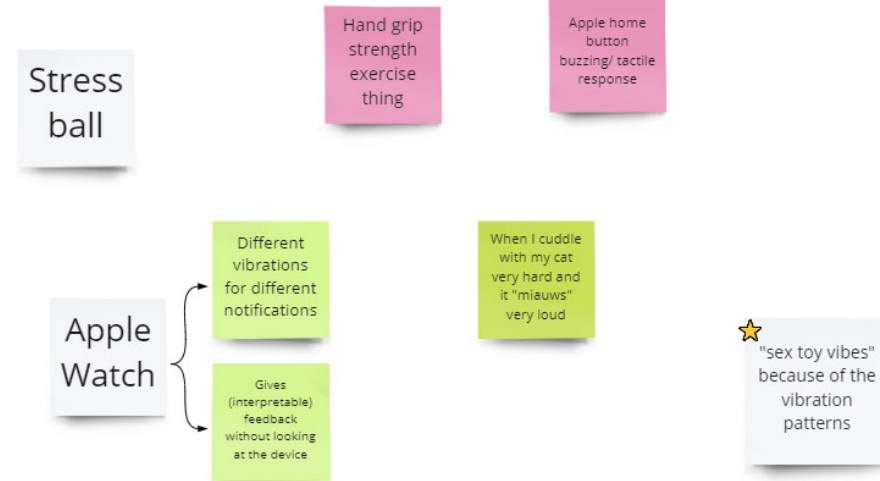 Stress
ball
Hand grip
strength
exercise
thing
Apple home
button
buzzing/ tactile
response
Different
vibrations
for different
notifications
When I cuddle
with my cat
very hard and
it "miauws"
very loud
Apple
Watch
Gives
(interpretable)
feedback
without looking
at the device
"sex toy vibes"
because of the
vibration
patterns